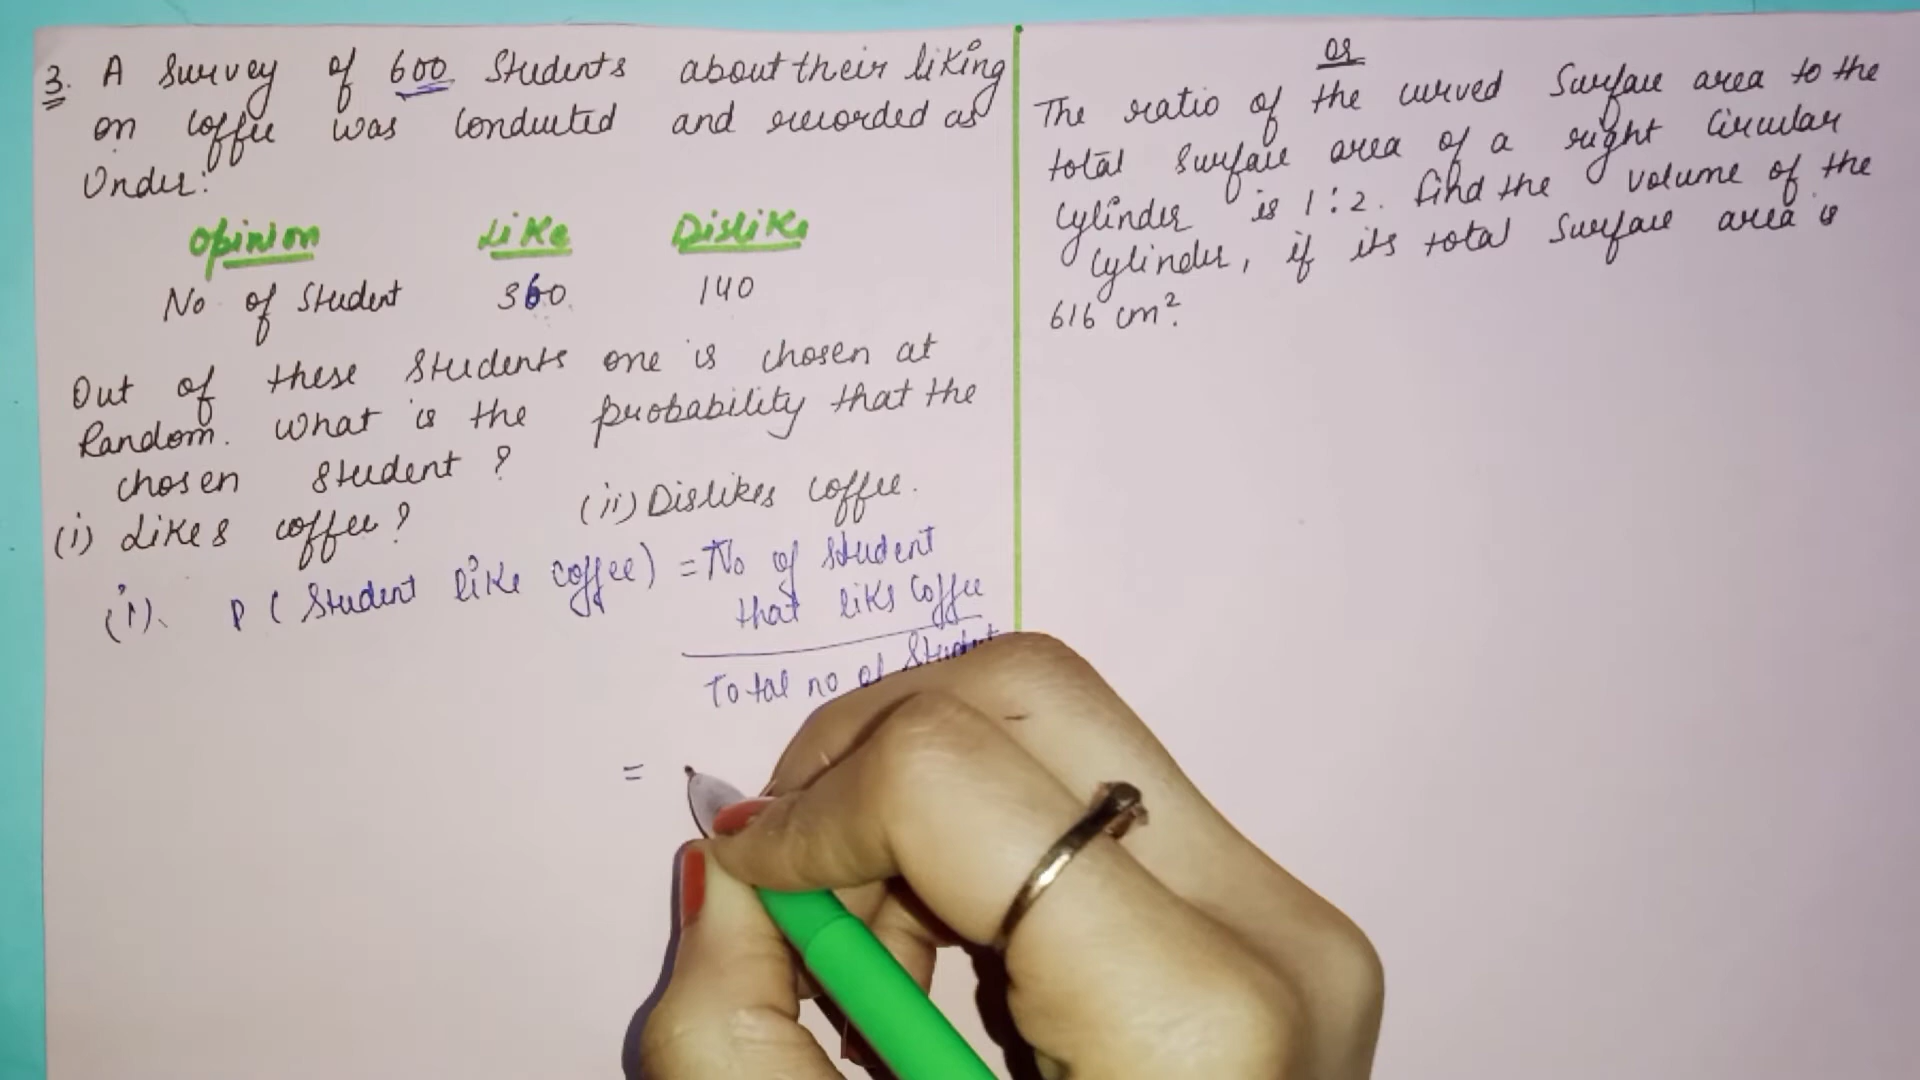 3. A Survey of 600 Students about their liking
on Coffee was Conducted and recorded as
Under:
Opinion Like Dislike
No of Student 360 140
Out of these Students one is chosen at
Random. What is the probability that the
chosen Student ?
(i) Likes coffee? (ii) Dislikes Coffee.
(i). P ( Student like Coffee) = No of Student
that liks Coffee
Total no of Student
=
or
The ratio of the curved Surface area to the
total Surface area of a right Circular
Cylinder is 1:2. find the volume of the
Cylinder, if its total Surface area is
616 cm².